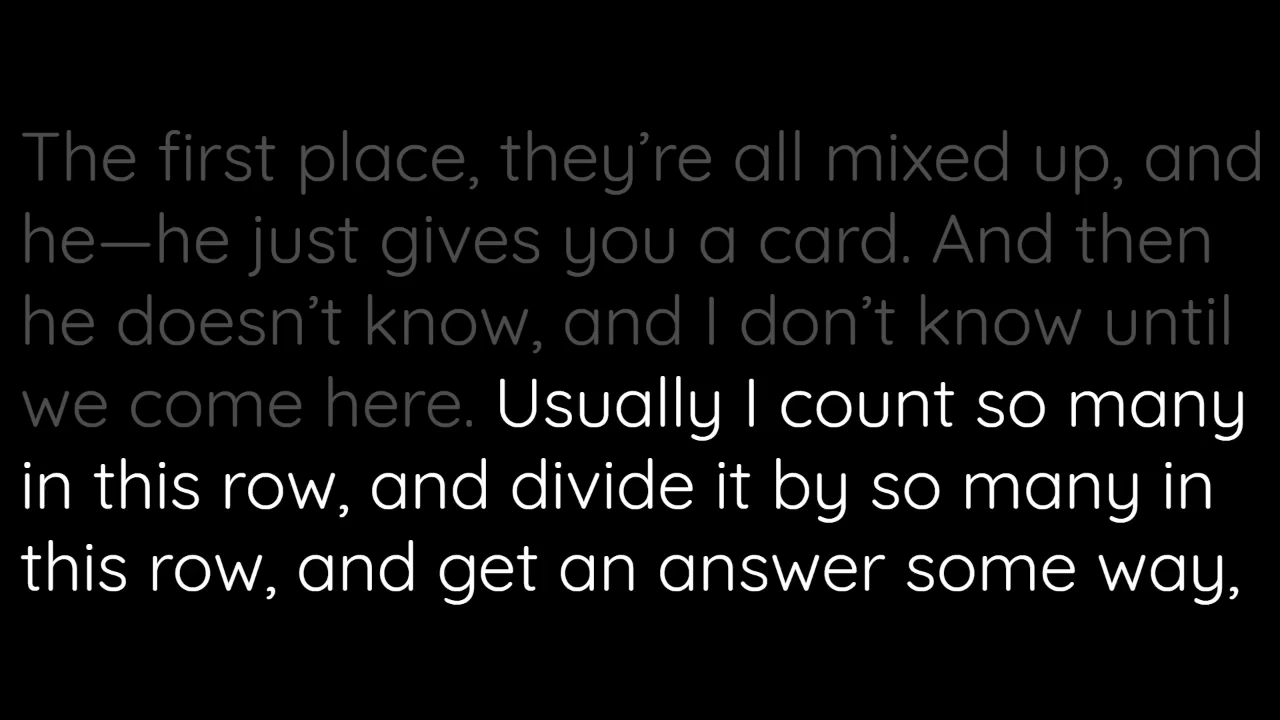 The first place, they’re all mixed up, and
he—he just gives you a card. And then
he doesn’t know, and I don’t know until
we come here. Usually I count so many
in this row, and divide it by so many in
this row, and get an answer some way,